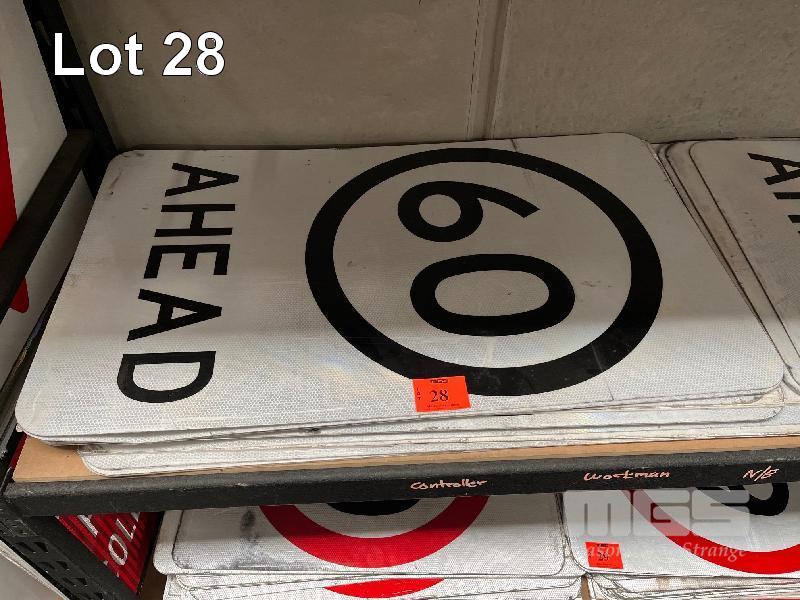 Lot 28
60
AHEAD
28
Controller
Workman
N/B
MGS